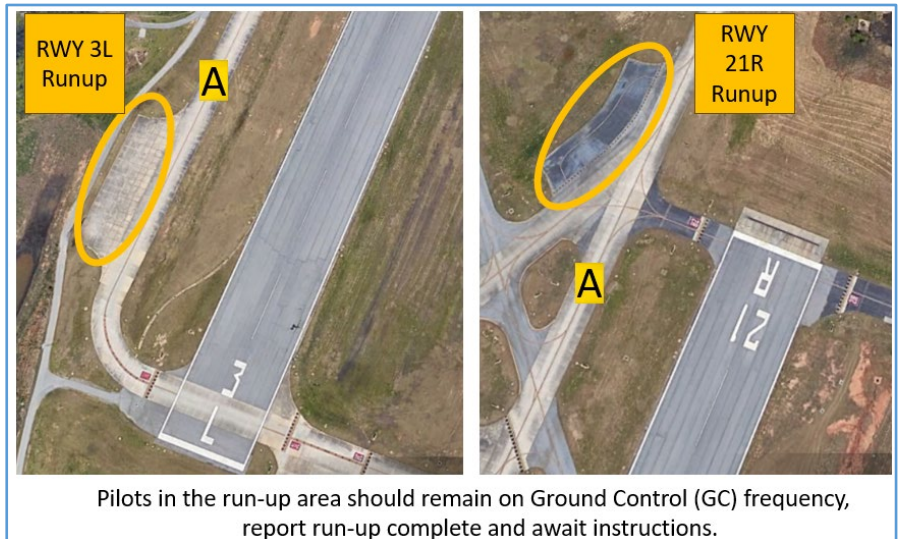 RWY 3L
Runup
A
3
L
RWY
21R
Runup
A
21R
Pilots in the run-up area should remain on Ground Control (GC) frequency,
report run-up complete and await instructions.